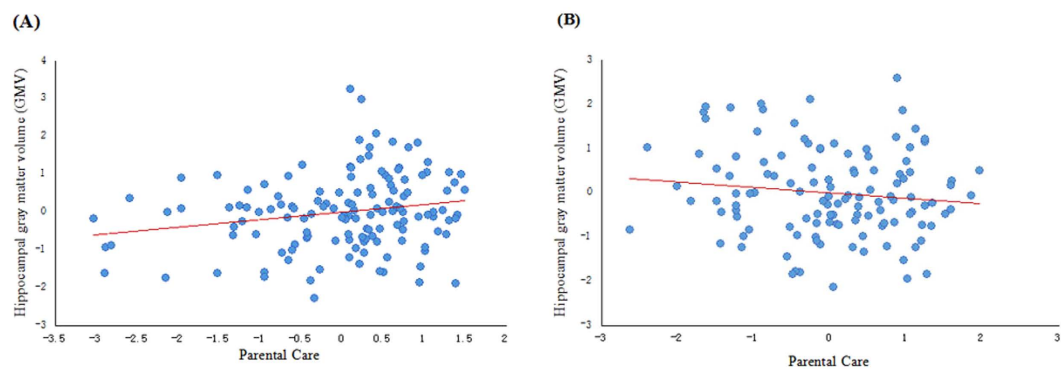 (A)
Hippocampal gray matter volume (GMV)
4
3
2
1
0
-1
-2
-3
-3.5 -3 -2.5 -2 -1.5 -1 -0.5 0 0.5 1 1.5 2
Parental Care
(B)
Hippocampal gray matter volume (GMV)
3
2
1
0
-1
-2
-3
-3 -2 -1 0 1 2 3
Parental Care